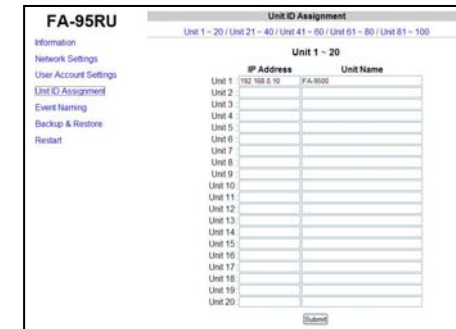 FA-95RU
Information
Network Settings
User Account Settings
Unit ID Assignment
Event Naming
Backup & Restore
Restart
Unit ID Assignment
Unit 1 ~ 20 / Unit 21 ~ 40 / Unit 41 ~ 60 / Unit 61 ~ 80 / Unit 81 ~ 100
Unit 1 ~ 20
IP Address Unit Name
Unit 1 : 192.168.0.10 FA-9500
Unit 2 :
Unit 3 :
Unit 4 :
Unit 5 :
Unit 6 :
Unit 7 :
Unit 8 :
Unit 9 :
Unit 10 :
Unit 11 :
Unit 12 :
Unit 13 :
Unit 14 :
Unit 15 :
Unit 16 :
Unit 17 :
Unit 18 :
Unit 19 :
Unit 20 :
Submit